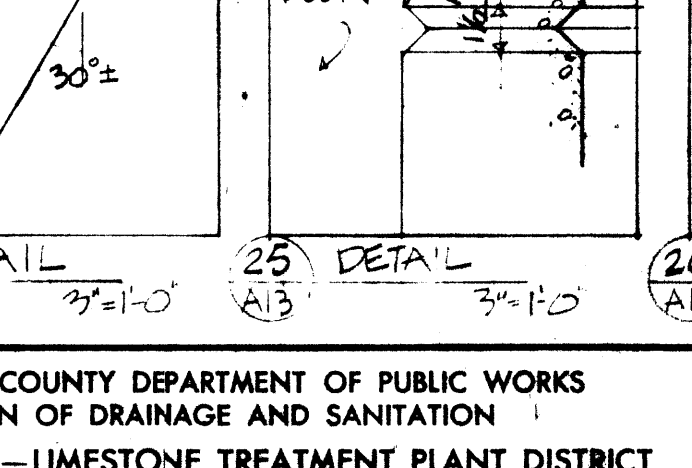 30°±
25 DETAIL
A13
3"=1'-0"
3"=1'-0"
COUNTY DEPARTMENT OF PUBLIC WORKS
N OF DRAINAGE AND SANITATION
—LIMESTONE TREATMENT PLANT DISTRICT